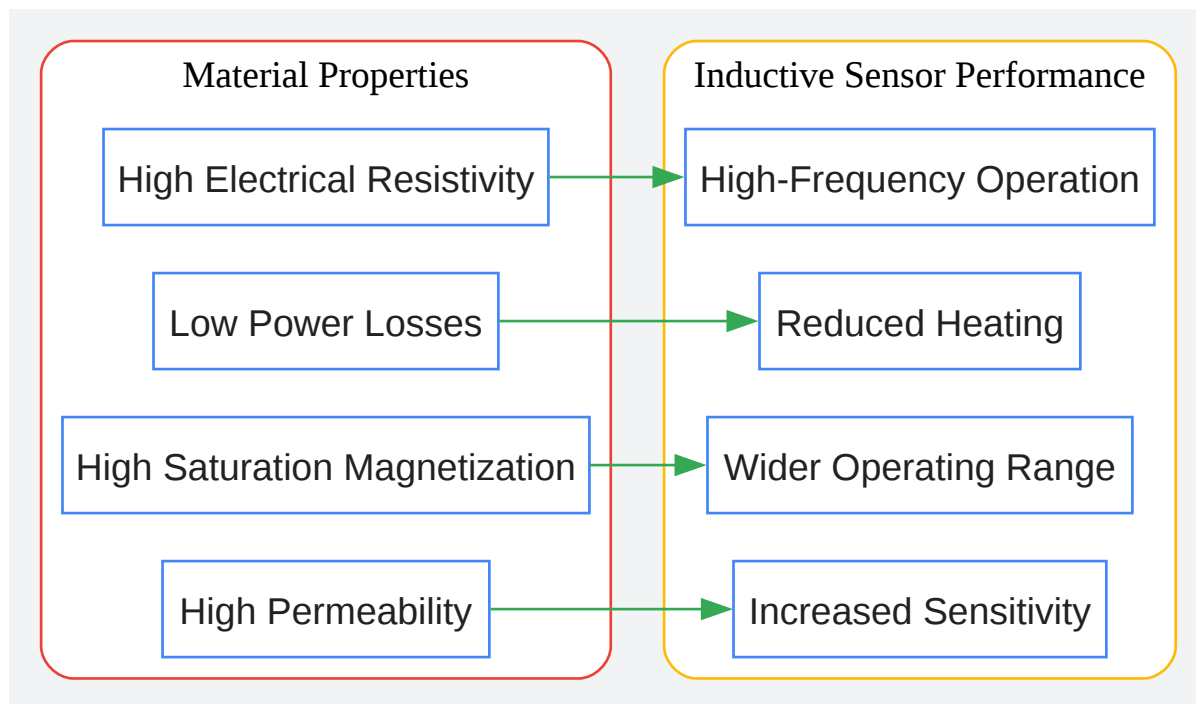 Material Properties
Inductive Sensor Performance
High Electrical Resistivity
High-Frequency Operation
Low Power Losses
Reduced Heating
High Saturation Magnetization
Wider Operating Range
High Permeability
Increased Sensitivity